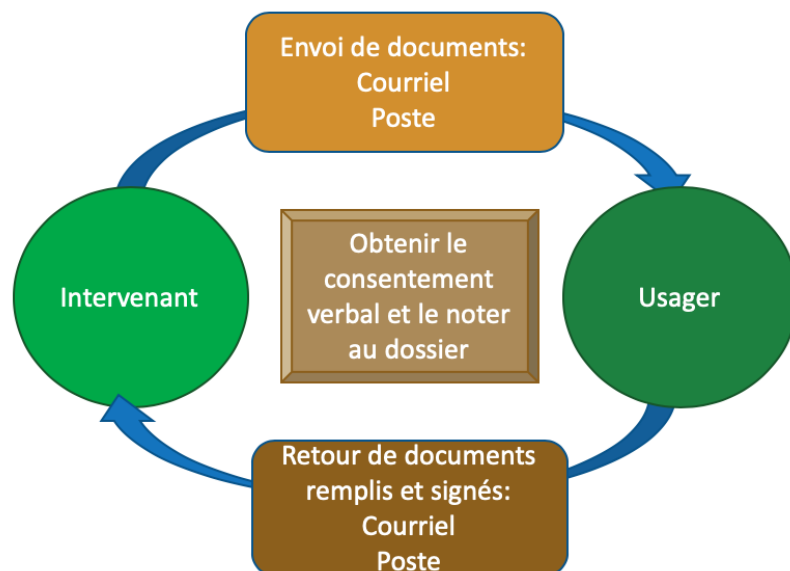 Envoi de documents:
Courriel
Poste
Intervenant
Obtenir le
consentement
verbal et le noter
au dossier
Usager
Retour de documents
remplis et signés:
Courriel
Poste